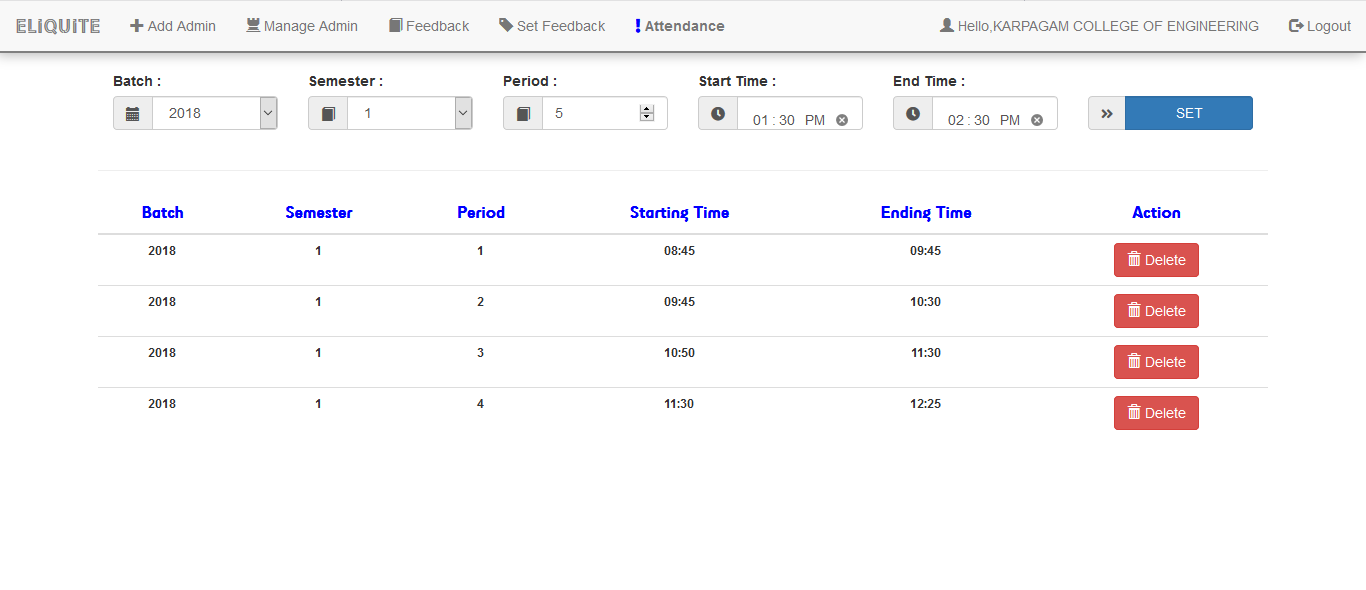 ELIQUITE Add Admin Manage Admin Feedback Set Feedback Attendance Hello,KARPAGAM COLLEGE OF ENGINEERING Logout
Batch : Semester : Period : Start Time : End Time :
2018 1 5 01 : 30 PM 02 : 30 PM SET
Batch Semester Period Starting Time Ending Time Action
2018 1 1 08:45 09:45 Delete
2018 1 2 09:45 10:30 Delete
2018 1 3 10:50 11:30 Delete
2018 1 4 11:30 12:25 Delete